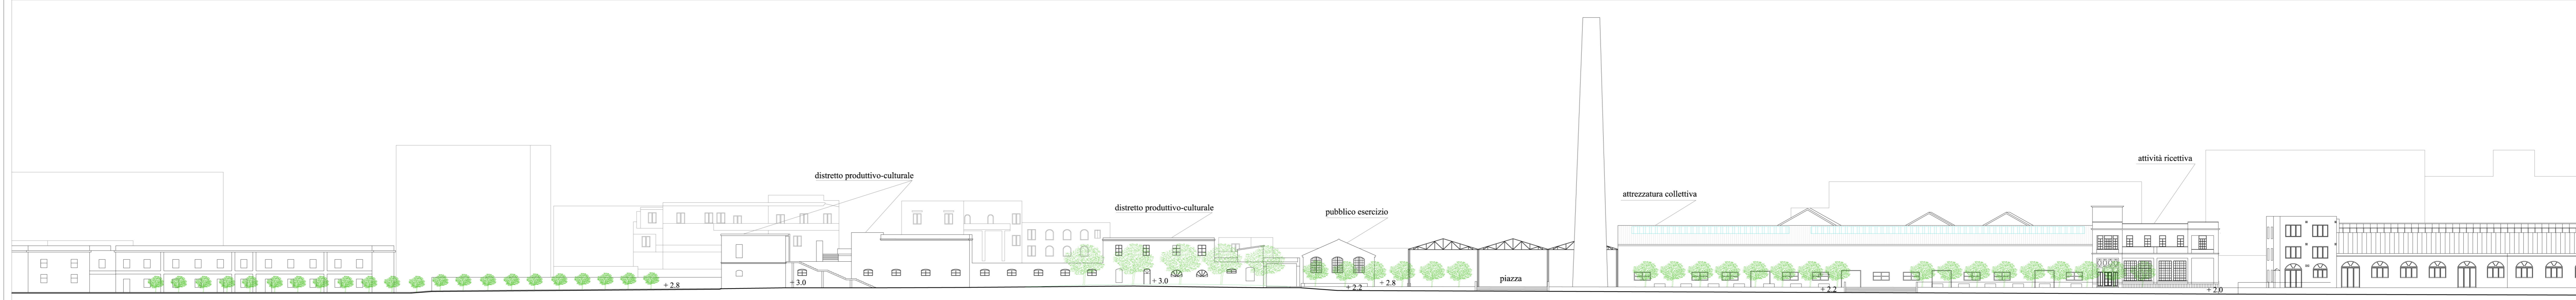 attività ricettiva
distretto produttivo-culturale
attrezzatura collettiva
distretto produttivo-culturale
pubblico esercizio
piazza
+ 2.8
+ 3.0
+ 3.0
+ 2.2
+ 2.8
+ 2.2
+ 2.0